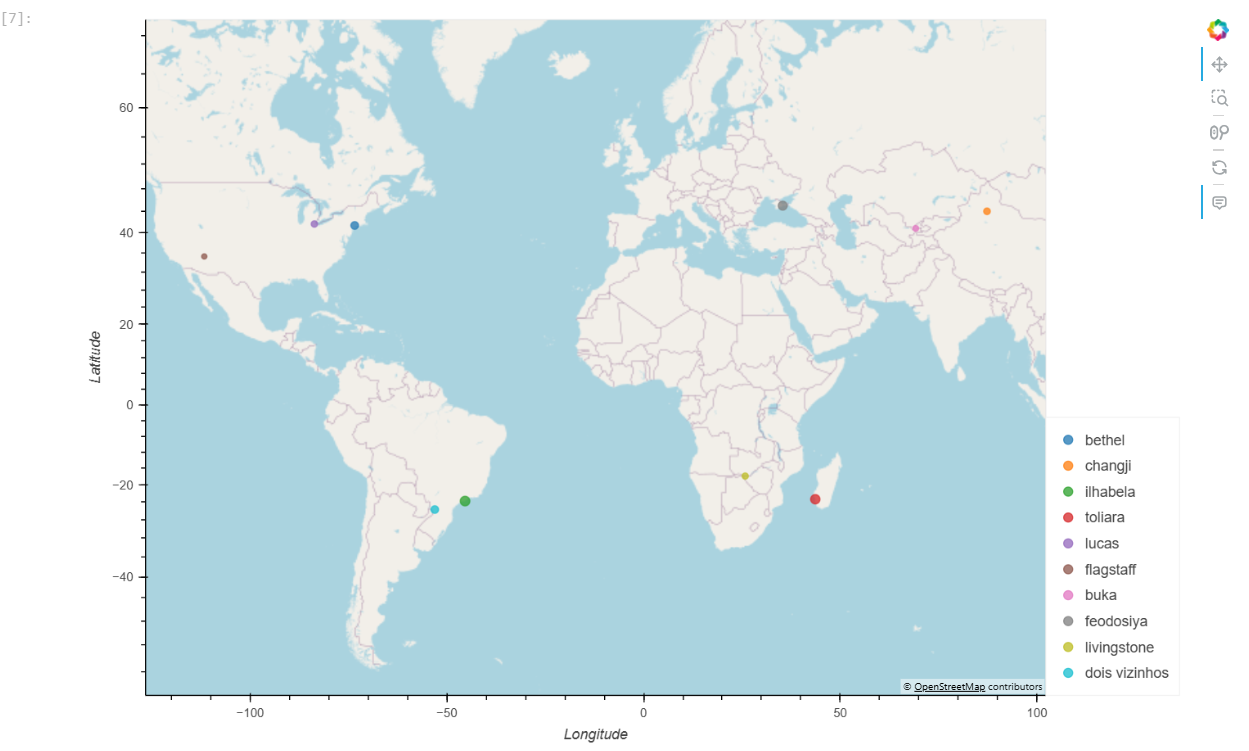 [7]:
60
40
20
0
−20
−40
Latitude
−100
−50
0
50
100
Longitude
bethel
changji
ilhabela
toliara
lucas
flagstaff
buka
feodosiya
livingstone
dois vizinhos
© OpenStreetMap contributors